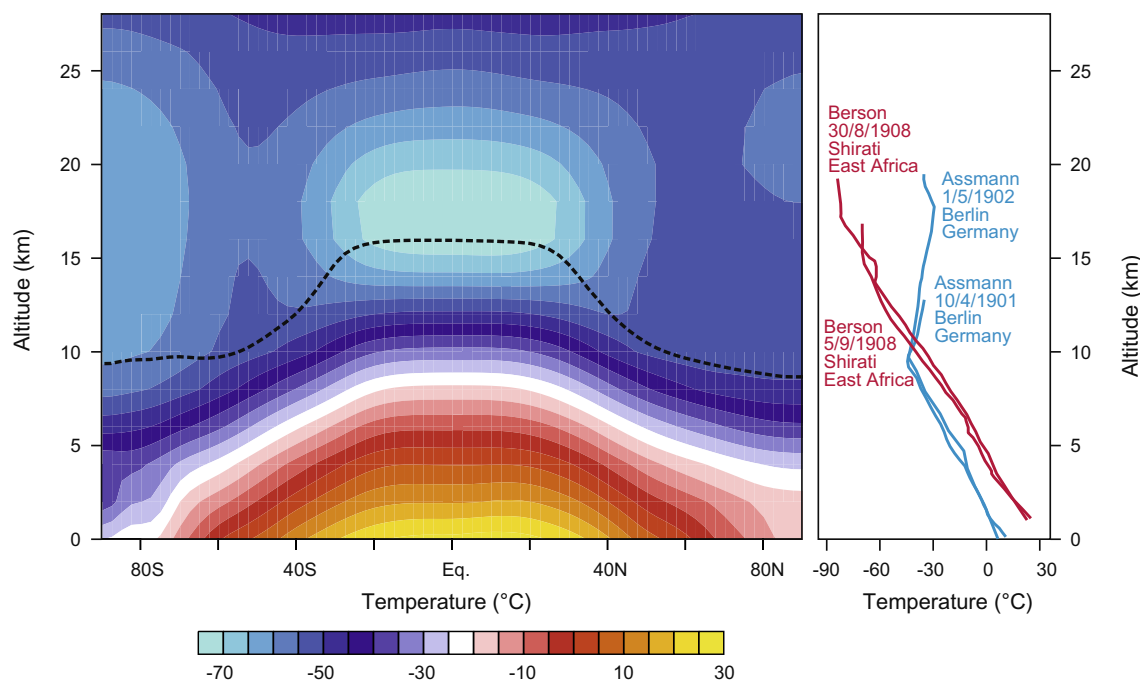 Altitude (km)
25
20
15
10
5
0
80S
40S
Eq.
40N
80N
Temperature (°C)
-70
-50
-30
-10
10
30
Berson
30/8/1908
Shirati
East Africa
Assmann
1/5/1902
Berlin
Germany
Assmann
10/4/1901
Berlin
Germany
Berson
5/9/1908
Shirati
East Africa
25
20
15
10
5
0
Altitude (km)
-90
-60
-30
0
30
Temperature (°C)